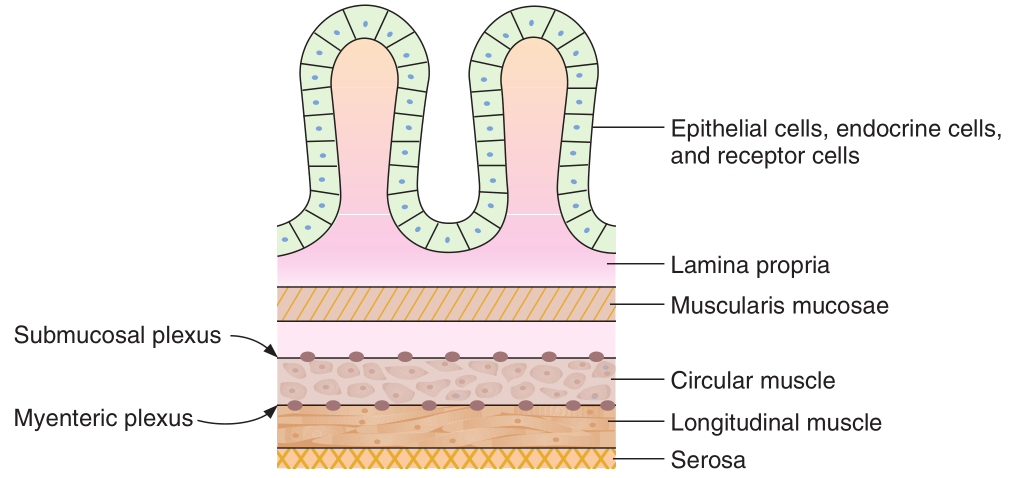 Epithelial cells, endocrine cells,
and receptor cells
Lamina propria
Muscularis mucosae
Submucosal plexus
Circular muscle
Myenteric plexus
Longitudinal muscle
Serosa